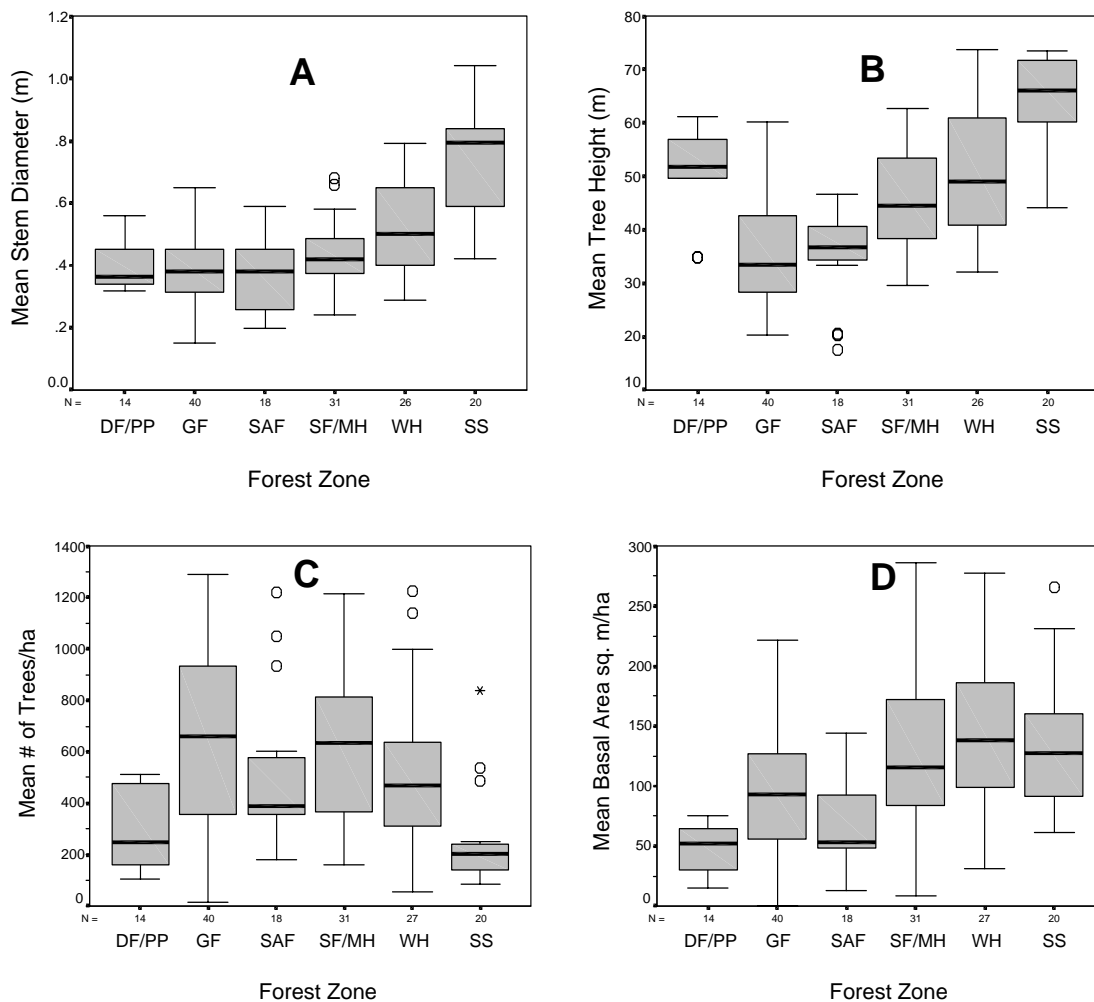 A
Mean Stem Diameter (m)
1.2
1.0
.8
.6
.4
.2
0.0
N = 14 40 18 31 26 20
DF/PP GF SAF SF/MH WH SS
Forest Zone
B
Mean Tree Height (m)
80
70
60
50
40
30
20
10
N = 14 40 18 31 26 20
DF/PP GF SAF SF/MH WH SS
Forest Zone
C
Mean # of Trees/ha
1400
1200
1000
800
600
400
200
0
N = 14 40 18 31 27 20
DF/PP GF SAF SF/MH WH SS
Forest Zone
D
Mean Basal Area sq. m/ha
300
250
200
150
100
50
0
N = 14 40 18 31 27 20
DF/PP GF SAF SF/MH WH SS
Forest Zone